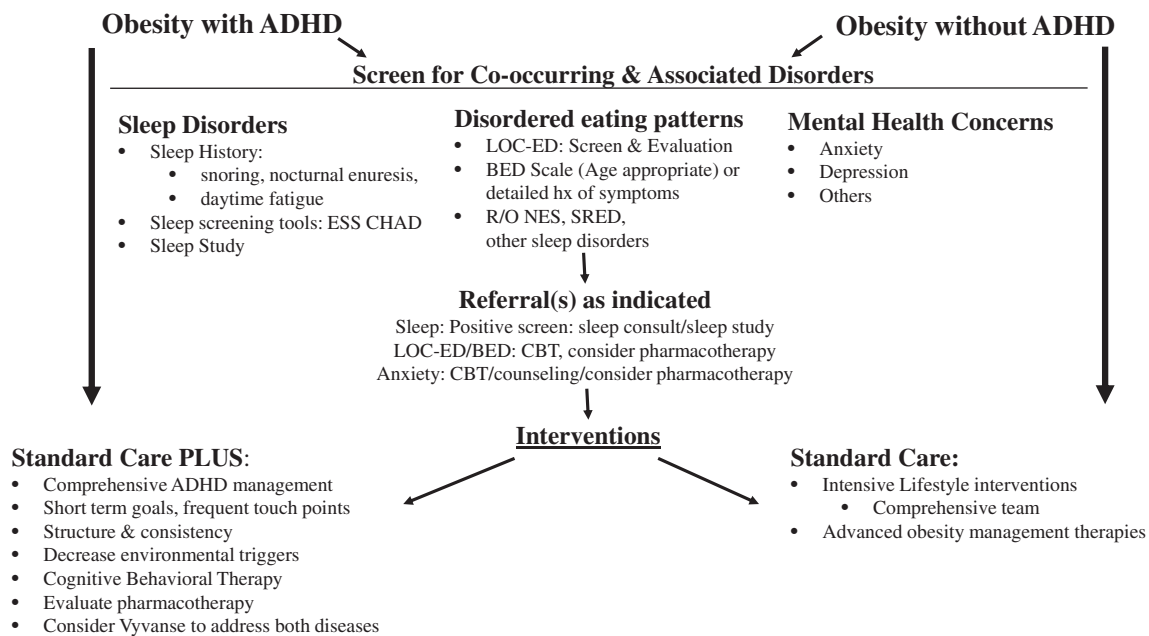 Obesity with ADHD
Obesity without ADHD
Screen for Co-occurring & Associated Disorders
Sleep Disorders
• Sleep History:
• snoring, nocturnal enuresis,
• daytime fatigue
• Sleep screening tools: ESS CHAD
• Sleep Study
Disordered eating patterns
• LOC-ED: Screen & Evaluation
• BED Scale (Age appropriate) or
detailed hx of symptoms
• R/O NES, SRED,
other sleep disorders
Mental Health Concerns
• Anxiety
• Depression
• Others
Referral(s) as indicated
Sleep: Positive screen: sleep consult/sleep study
LOC-ED/BED: CBT, consider pharmacotherapy
Anxiety: CBT/counseling/consider pharmacotherapy
Interventions
Standard Care PLUS:
• Comprehensive ADHD management
• Short term goals, frequent touch points
• Structure & consistency
• Decrease environmental triggers
• Cognitive Behavioral Therapy
• Evaluate pharmacotherapy
• Consider Vyvanse to address both diseases
Standard Care:
• Intensive Lifestyle interventions
• Comprehensive team
• Advanced obesity management therapies